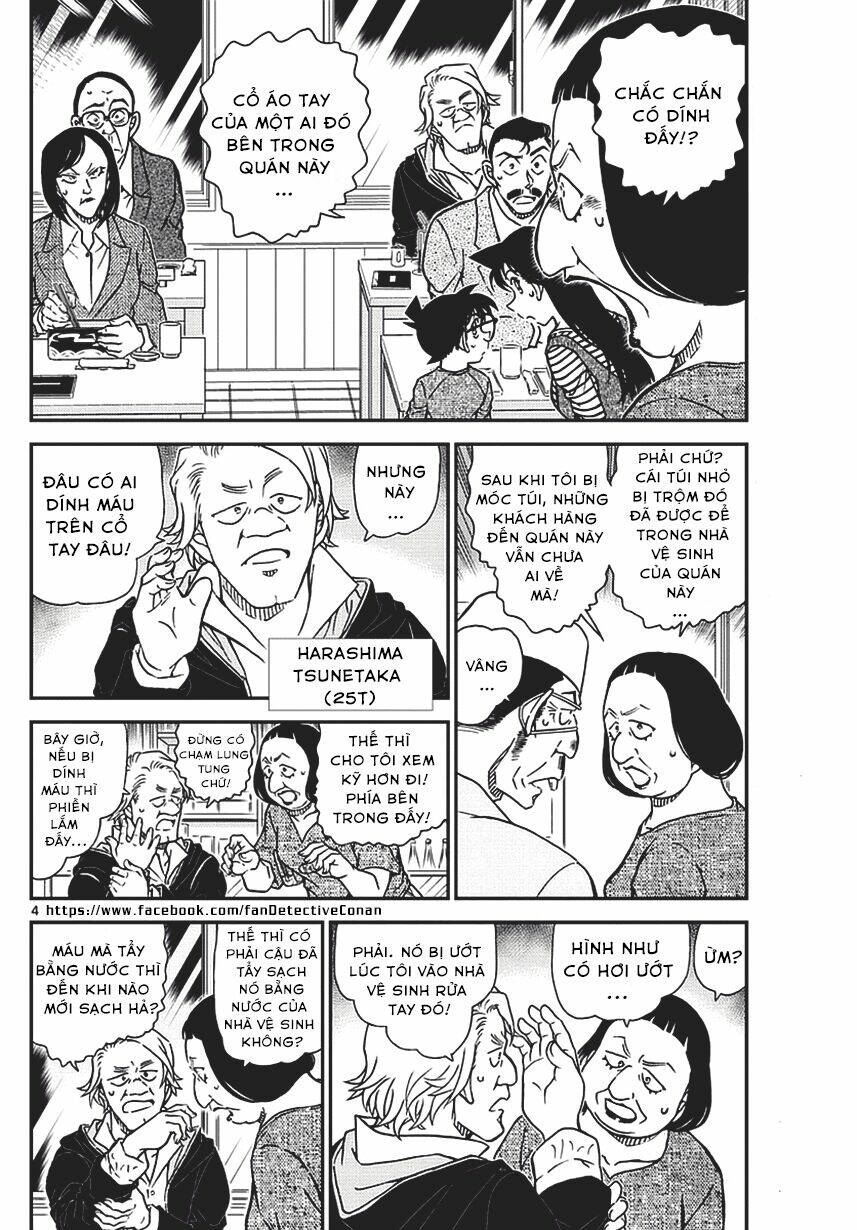 CHẮC CHẮN
CÓ DÍNH
ĐẤY!?
CỔ ÁO TAY
CỦA MỘT AI ĐÓ
BÊN TRONG
QUÁN NÀY
...
PHẢI CHỨ?
CÁI TÚI NHỎ
BỊ TRỘM ĐÓ
ĐÃ ĐƯỢC ĐỂ
TRONG NHÀ
VỆ SINH
CỦA QUÁN
NÀY
...
SAU KHI TÔI BỊ
MÓC TÚI, NHỮNG
KHÁCH HÀNG
ĐẾN QUÁN NÀY
VẪN CHƯA
AI VỀ
MÀ!
VÂNG
...
NHƯNG
NÀY
...
ĐÂU CÓ AI
DÍNH MÁU
TRÊN CỔ
TAY ĐÂU!
HARASHIMA
TSUNETAKA
(25T)
THẾ THÌ
CHO TÔI XEM
KỸ HƠN ĐI!
PHÍA BÊN
TRONG ĐẤY!
ĐỪNG CÓ
CHẠM LUNG
TUNG
CHỨ!
BÂY GIỜ,
NẾU BỊ
DÍNH
MÁU THÌ
PHIỀN
LẮM
ĐẤY...
4 https://www.facebook.com/fanDetectiveConan
ỪM?
HÌNH NHƯ
CÓ HƠI ƯỚT
...
PHẢI. NÓ BỊ ƯỚT
LÚC TÔI VÀO NHÀ
VỆ SINH RỬA
TAY ĐÓ!
THẾ THÌ CÓ
PHẢI CẬU ĐÃ
TẨY SẠCH
NÓ BẰNG
NƯỚC CỦA
NHÀ VỆ SINH
KHÔNG?
MÁU MÀ TẨY
BẰNG NƯỚC THÌ
ĐẾN KHI NÀO
MỚI SẠCH HẢ?